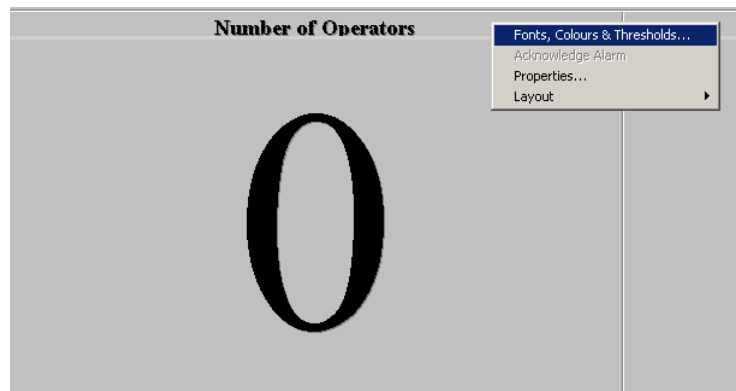 Number of Operators
Fonts, Colours & Thresholds...
Acknowledge Alarm
Properties...
Layout
0